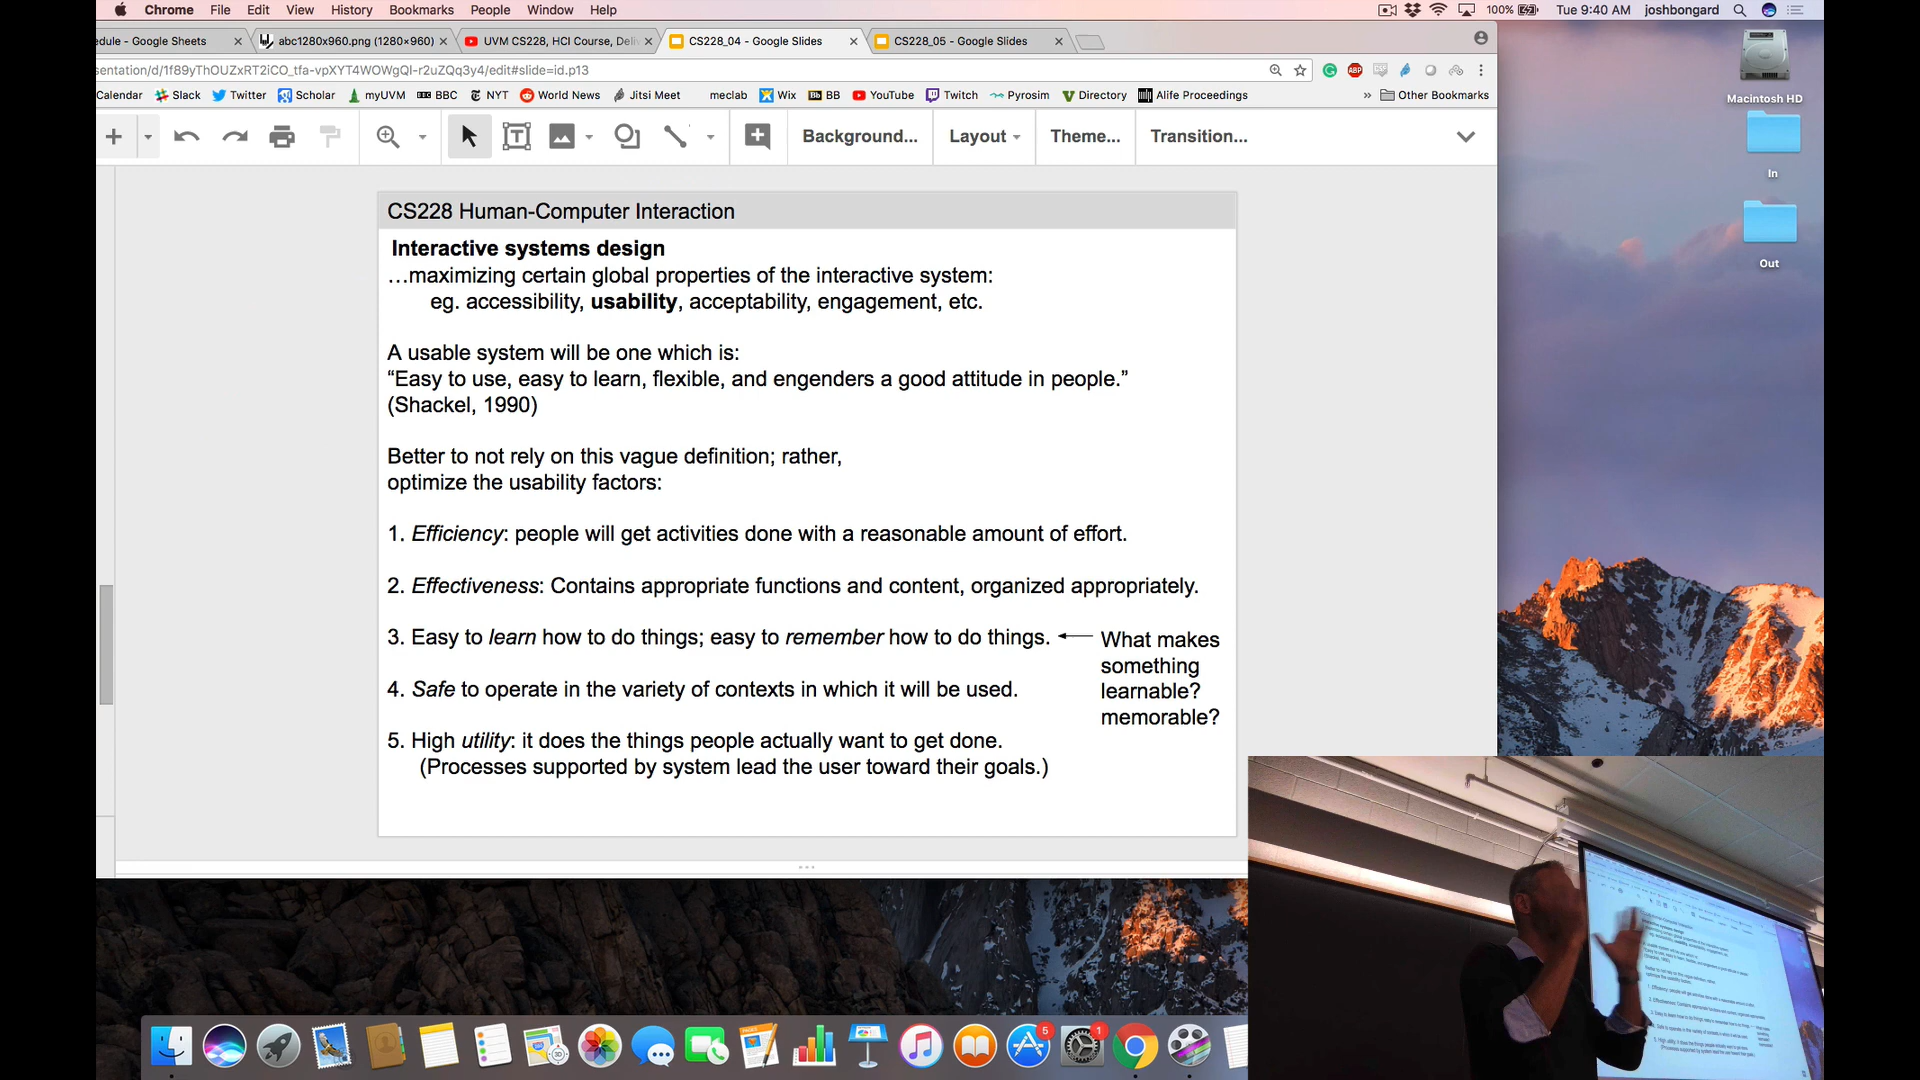 Chrome File Edit View History Bookmarks People Window Help 100% Tue 9:40 AM joshbongard
edule - Google Sheets abc1280x960.png (1280×960) UVM CS228, HCI Course, Deliv CS228_04 - Google Slides CS228_05 - Google Slides
sentation/d/1f89yThOUZxRT2iCO_tfa-vpXYT4WOWgQI-r2uZQq3y4/edit#slide=id.p13
Calendar Slack Twitter Scholar myUVM BBC NYT World News Jitsi Meet meclab Wix BB YouTube Twitch Pyrosim Directory Alife Proceedings » Other Bookmarks
Background... Layout Theme... Transition...
Macintosh HD
In
Out
CS228 Human-Computer Interaction
Interactive systems design
…maximizing certain global properties of the interactive system:
eg. accessibility, usability, acceptability, engagement, etc.
A usable system will be one which is:
“Easy to use, easy to learn, flexible, and engenders a good attitude in people.”
(Shackel, 1990)
Better to not rely on this vague definition; rather,
optimize the usability factors:
1. Efficiency: people will get activities done with a reasonable amount of effort.
2. Effectiveness: Contains appropriate functions and content, organized appropriately.
3. Easy to learn how to do things; easy to remember how to do things.
What makes
something
learnable?
memorable?
4. Safe to operate in the variety of contexts in which it will be used.
5. High utility: it does the things people actually want to get done.
(Processes supported by system lead the user toward their goals.)
5
1